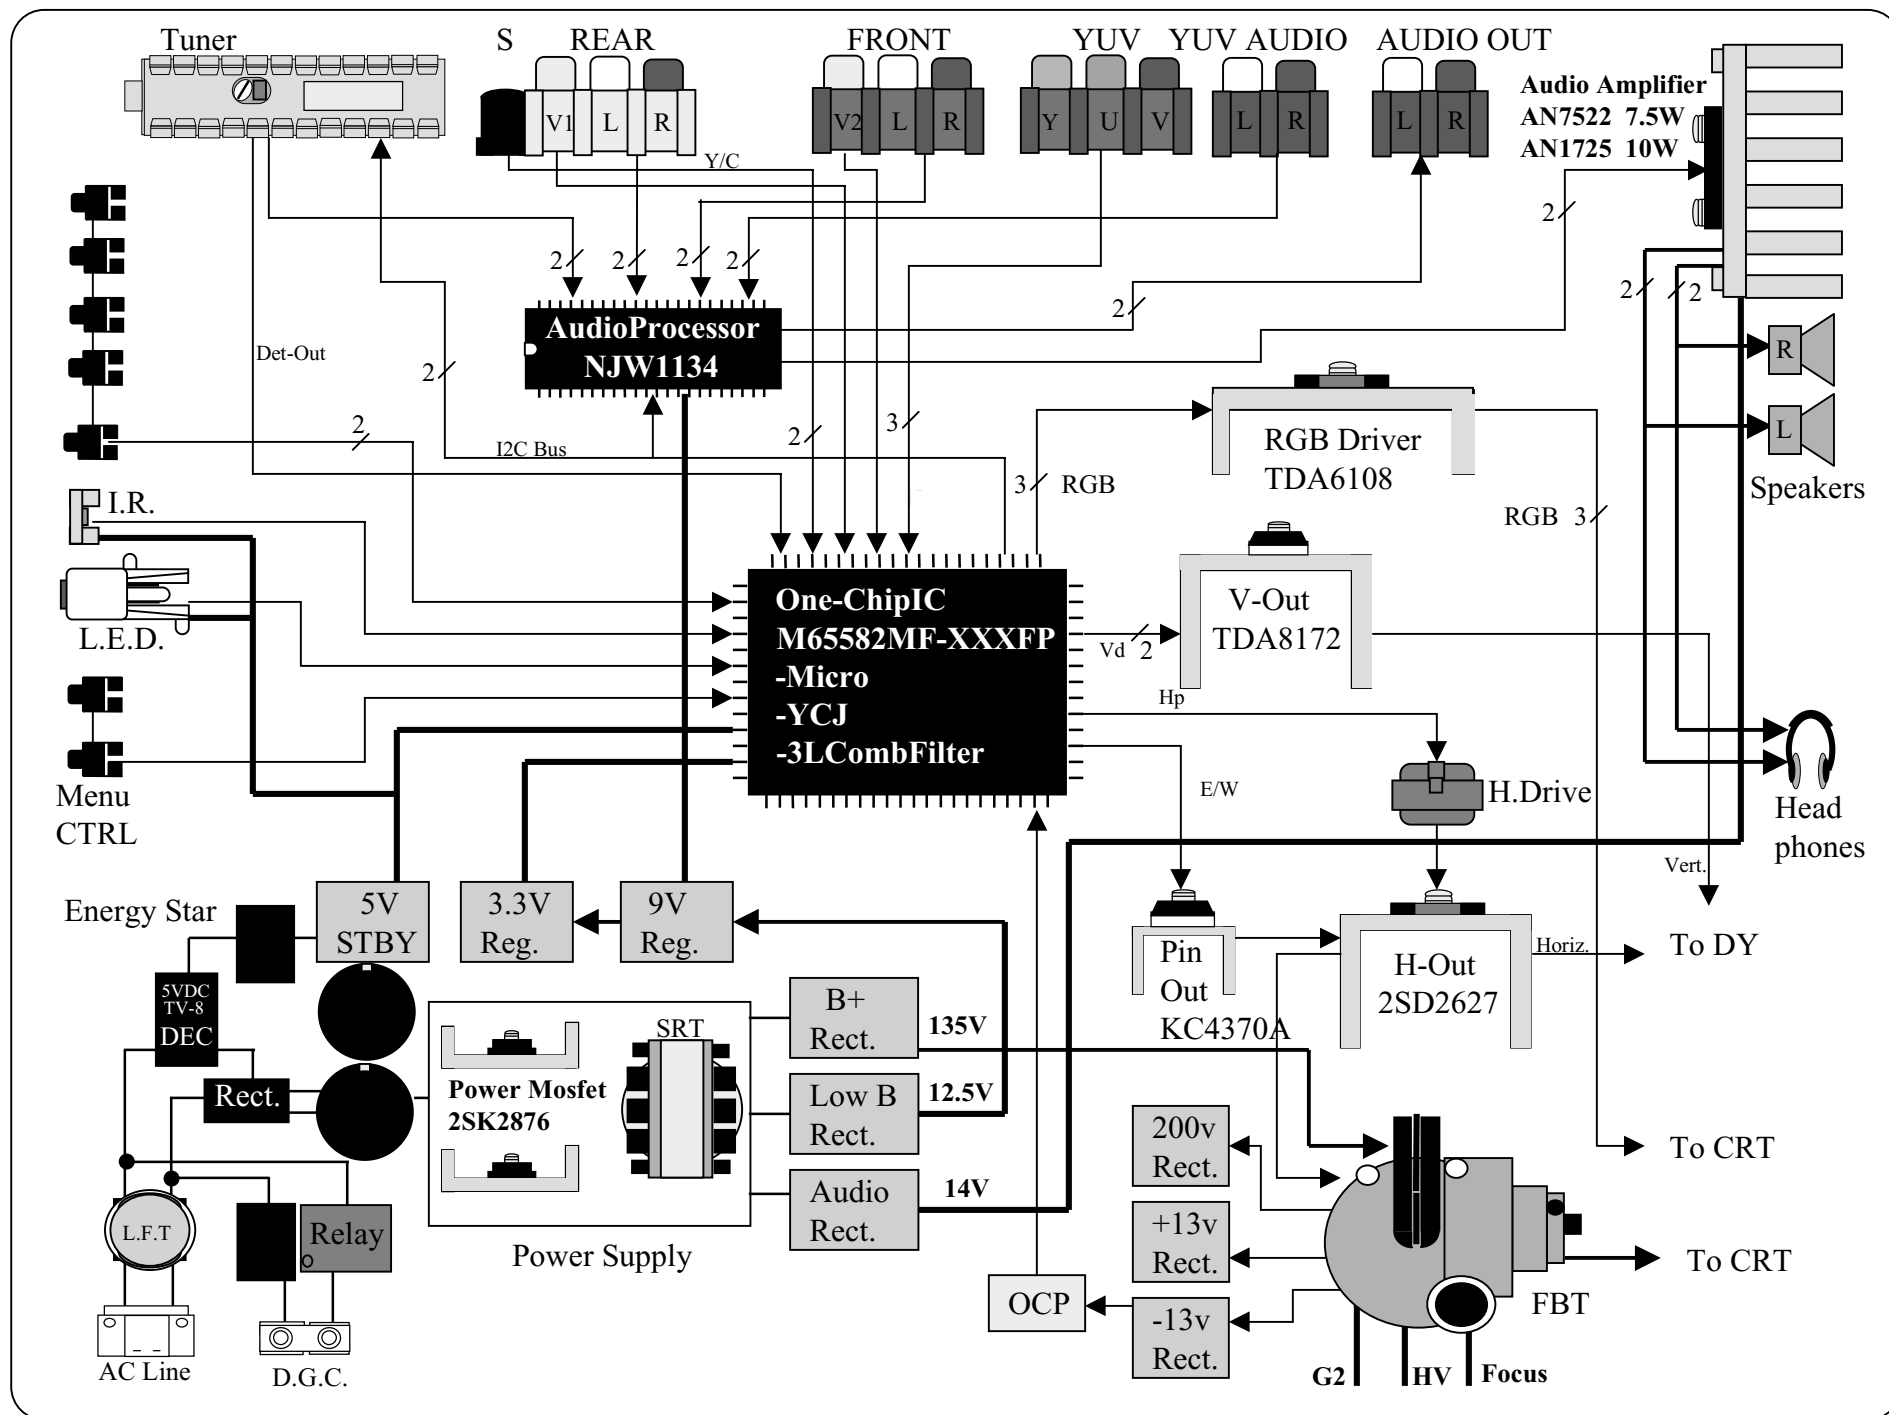 Tuner
S
REAR
FRONT
YUV
YUV AUDIO
AUDIO OUT
Audio Amplifier
AN7522 7.5W
AN1725 10W
V1
L
R
V2
L
R
Y
U
V
L
R
L
R
Y/C
2
2
2
2
2
2
2
2
AudioProcessor
NJW1134
Det-Out
2
2
I2C Bus
2
3
3
RGB
RGB Driver
TDA6108
R
L
Speakers
RGB 3
I.R.
L.E.D.
One-ChipIC
M65582MF-XXXFP
-Micro
-YCJ
-3LCombFilter
Vd
2
V-Out
TDA8172
Hp
E/W
H.Drive
Menu
CTRL
Head
phones
Vert.
Energy Star
5V
STBY
3.3V
Reg.
9V
Reg.
Pin
Out
KC4370A
H-Out
2SD2627
Horiz.
To DY
5VDC
TV-8
DEC
Rect.
SRT
Power Mosfet
2SK2876
B+
Rect.
135V
Low B
Rect.
12.5V
Audio
Rect.
14V
200v
Rect.
+13v
Rect.
-13v
Rect.
To CRT
To CRT
L.F.T
Relay
Power Supply
OCP
FBT
AC Line
D.G.C.
G2
HV
Focus